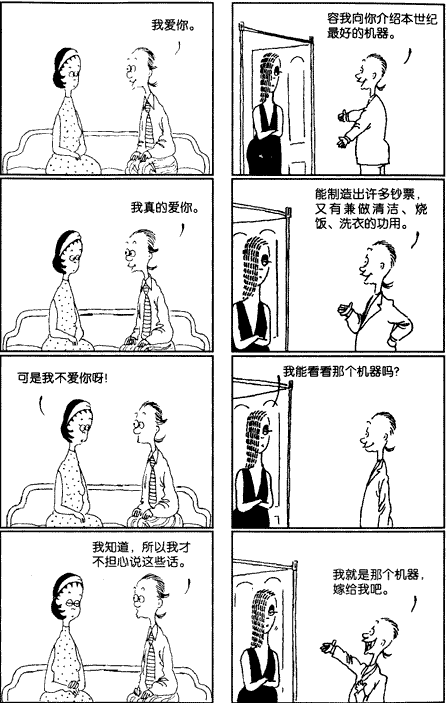 我爱你。
我真的爱你。
可是我不爱你呀!
我知道，所以我才
不担心说这些话。
容我向你介绍本世纪
最好的机器。
能制造出许多钞票，
又有兼做清洁、烧
饭、洗衣的功用。
我能看看那个机器吗?
我就是那个机器，
嫁给我吧。